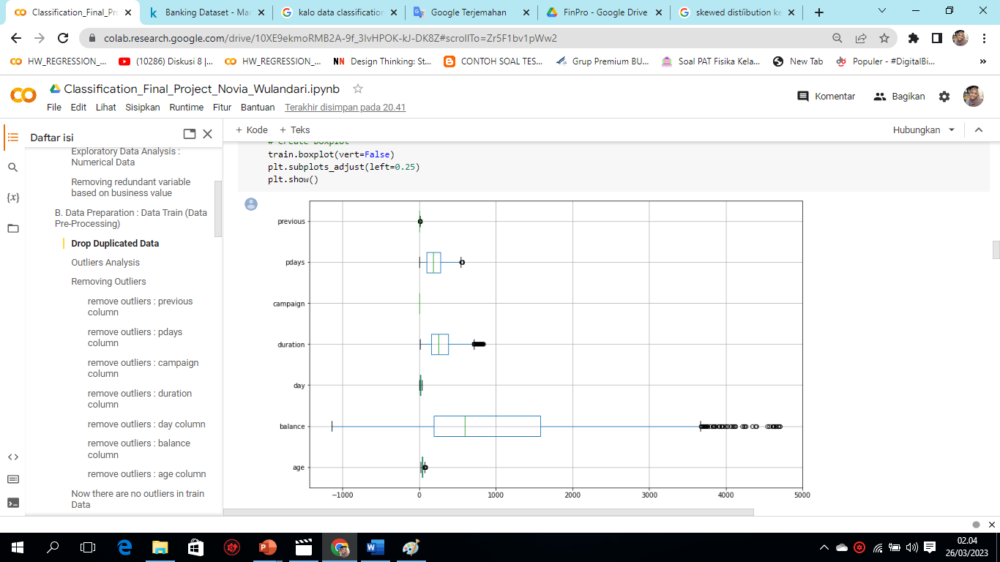 Classification_Final_Pro
Banking Dataset - Mar
kalo data classification
Google Terjemahan
FinPro - Google Drive
skewed distíibution ke
colab.research.google.com/drive/10XE9ekmoRMB2A-9f_3IvHPOK-kJ-DK8Z#scrollTo=Zr5F1bv1pWw2
HW_REGRESSION_...
(10286) Diskusi 8 |...
HW_REGRESSION_...
NN Design Thinking: St...
CONTOH SOAL TES...
Grup Premium BU...
Soal PAT Fisika Kela...
New Tab
Populer - #DigitalBi...
»
Classification_Final_Project_Novia_Wulandari.ipynb
File Edit Lihat Sisipkan Runtime Fitur Bantuan Terakhir disimpan pada 20.41
Komentar
Bagikan
Daftar isi
Exploratory Data Analysis :
Numerical Data
Removing redundant variable
based on business value
B. Data Preparation : Data Train (Data
Pre-Processing)
Drop Duplicated Data
Outliers Analysis
Removing Outliers
remove outliers : previous
column
remove outliers : pdays
column
remove outliers : campaign
column
remove outliers : duration
column
remove outliers : day column
remove outliers : balance
column
remove outliers : age column
Now there are no outliers in train
Data
+ Kode + Teks
Hubungkan
# Create boxplot
train.boxplot(vert=False)
plt.subplots_adjust(left=0.25)
plt.show()
previous
pdays
campaign
duration
day
balance
age
−1000 0 1000 2000 3000 4000 5000
02.04
26/03/2023